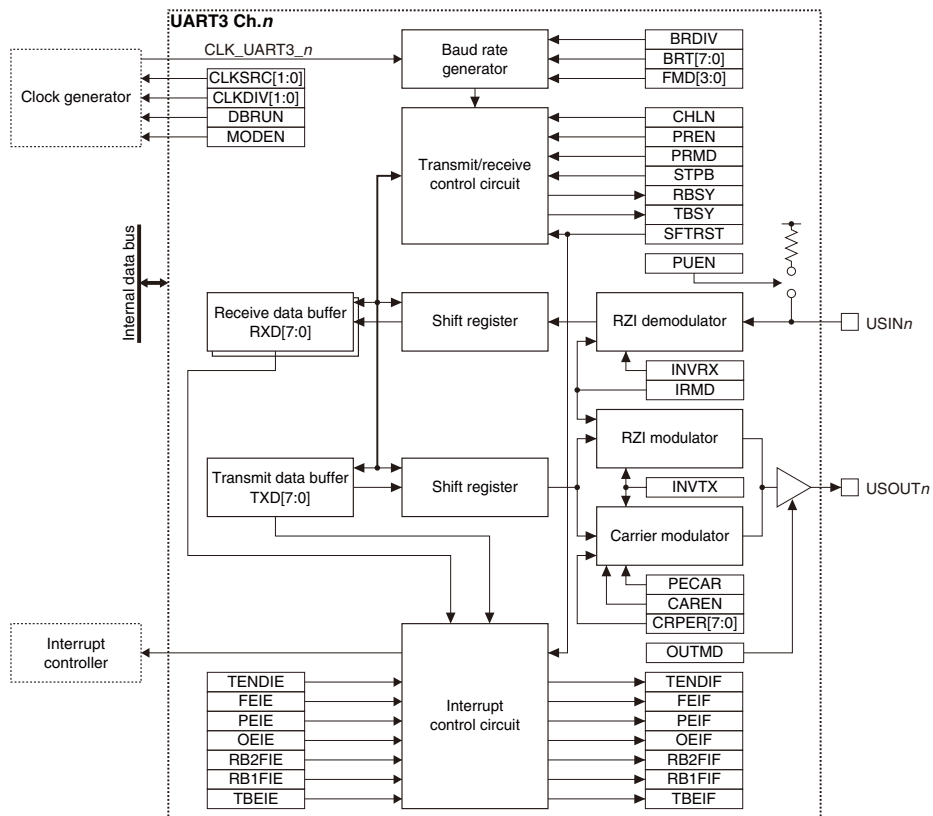 UART3 Ch.n
CLK_UART3_n
Clock generator
CLKSRC[1:0]
CLKDIV[1:0]
DBRUN
MODEN
Baud rate
generator
BRDIV
BRT[7:0]
FMD[3:0]
Transmit/receive
control circuit
CHLN
PREN
PRMD
STPB
RBSY
TBSY
SFTRST
PUEN
Internal data bus
Receive data buffer
RXD[7:0]
Shift register
RZI demodulator
USINn
INVRX
IRMD
RZI modulator
Transmit data buffer
TXD[7:0]
Shift register
INVTX
USOUTn
Carrier modulator
PECAR
CAREN
CRPER[7:0]
OUTMD
Interrupt
controller
Interrupt
control circuit
TENDIE
FEIE
PEIE
OEIE
RB2FIE
RB1FIE
TBEIE
TENDIF
FEIF
PEIF
OEIF
RB2FIF
RB1FIF
TBEIF